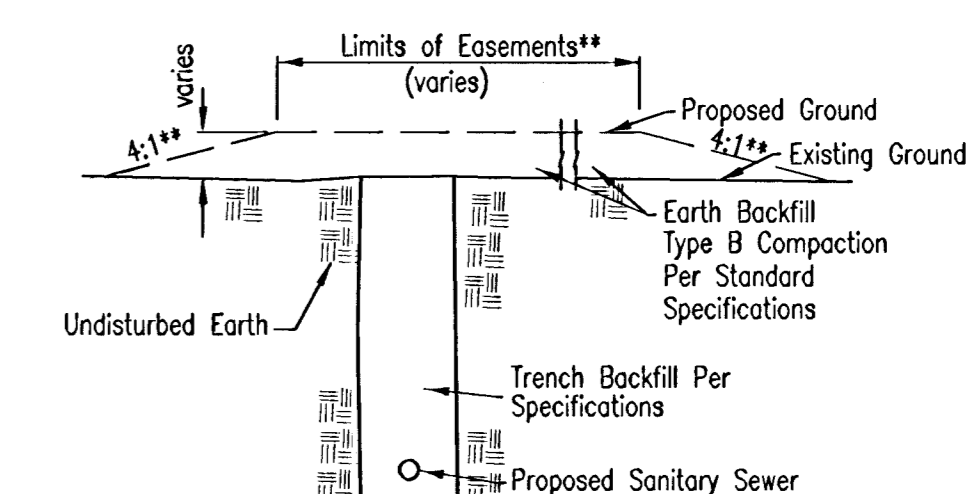 Limits of Easements**
(varies)
varies
4:1**
Proposed Ground
4:1**
Existing Ground
Earth Backfill
Type B Compaction
Per Standard
Specifications
Undisturbed Earth
Trench Backfill Per
Specifications
Proposed Sanitary Sewer